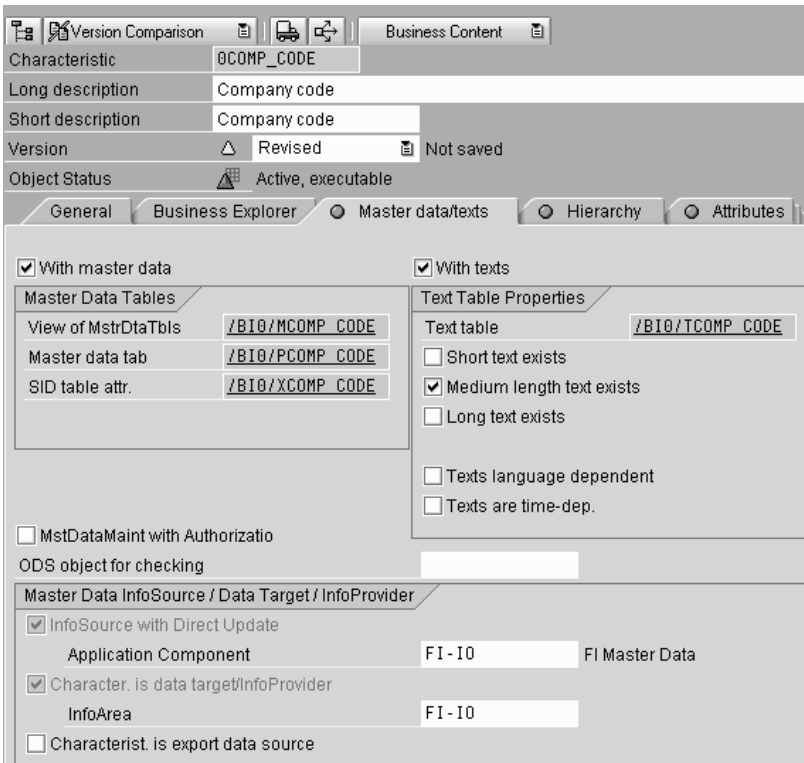 Version Comparison Business Content
Characteristic 0COMP_CODE
Long description Company code
Short description Company code
Version Revised Not saved
Object Status Active, executable
General Business Explorer Master data/texts Hierarchy Attributes
With master data With texts
Master Data Tables Text Table Properties
View of MstrDtaTbls /BI0/MCOMP_CODE Text table /BI0/TCOMP_CODE
Master data tab /BI0/PCOMP_CODE Short text exists
SID table attr. /BI0/XCOMP_CODE Medium length text exists
Long text exists
Texts language dependent
Texts are time-dep.
MstDataMaint with Authorizatio
ODS object for checking
Master Data InfoSource / Data Target / InfoProvider
InfoSource with Direct Update
Application Component FI-IO FI Master Data
Character. is data target/InfoProvider
InfoArea FI-IO
Characterist. is export data source